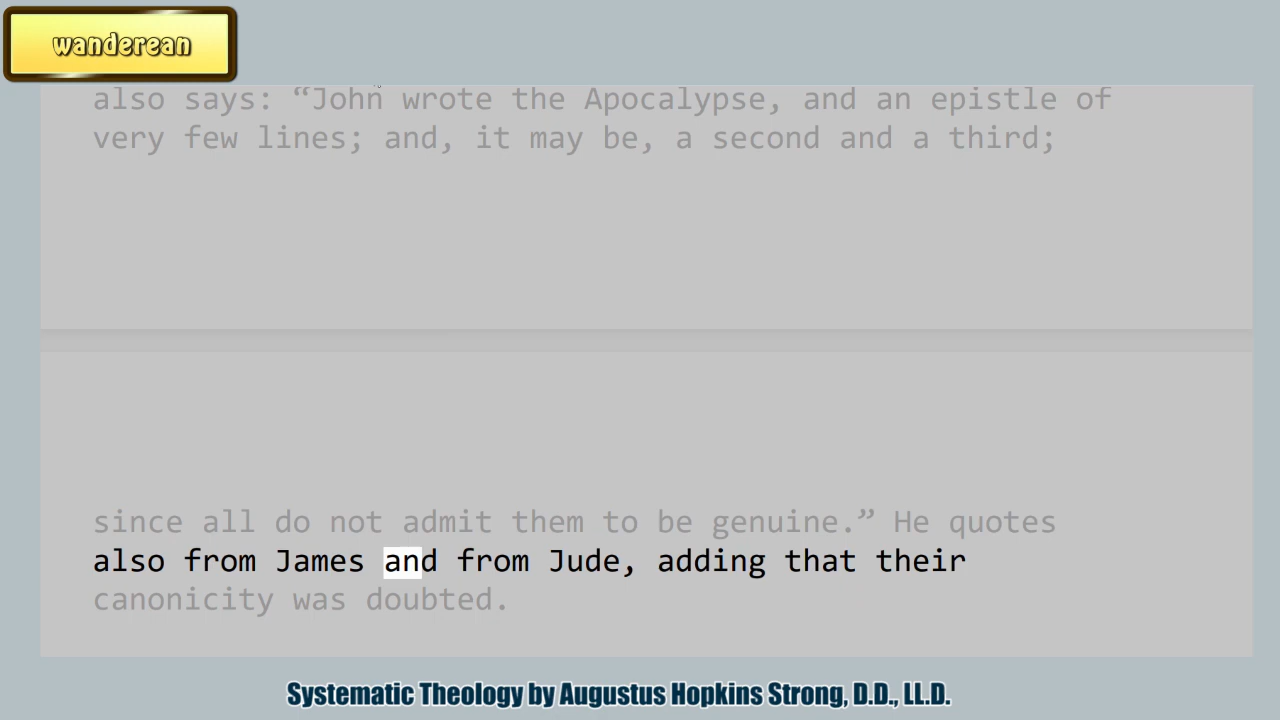 wanderean
also says: “John wrote the Apocalypse, and an epistle of
very few lines; and, it may be, a second and a third;
since all do not admit them to be genuine.” He quotes
also from James and from Jude, adding that their
canonicity was doubted.
Systematic Theology by Augustus Hopkins Strong, D.D., LL.D.